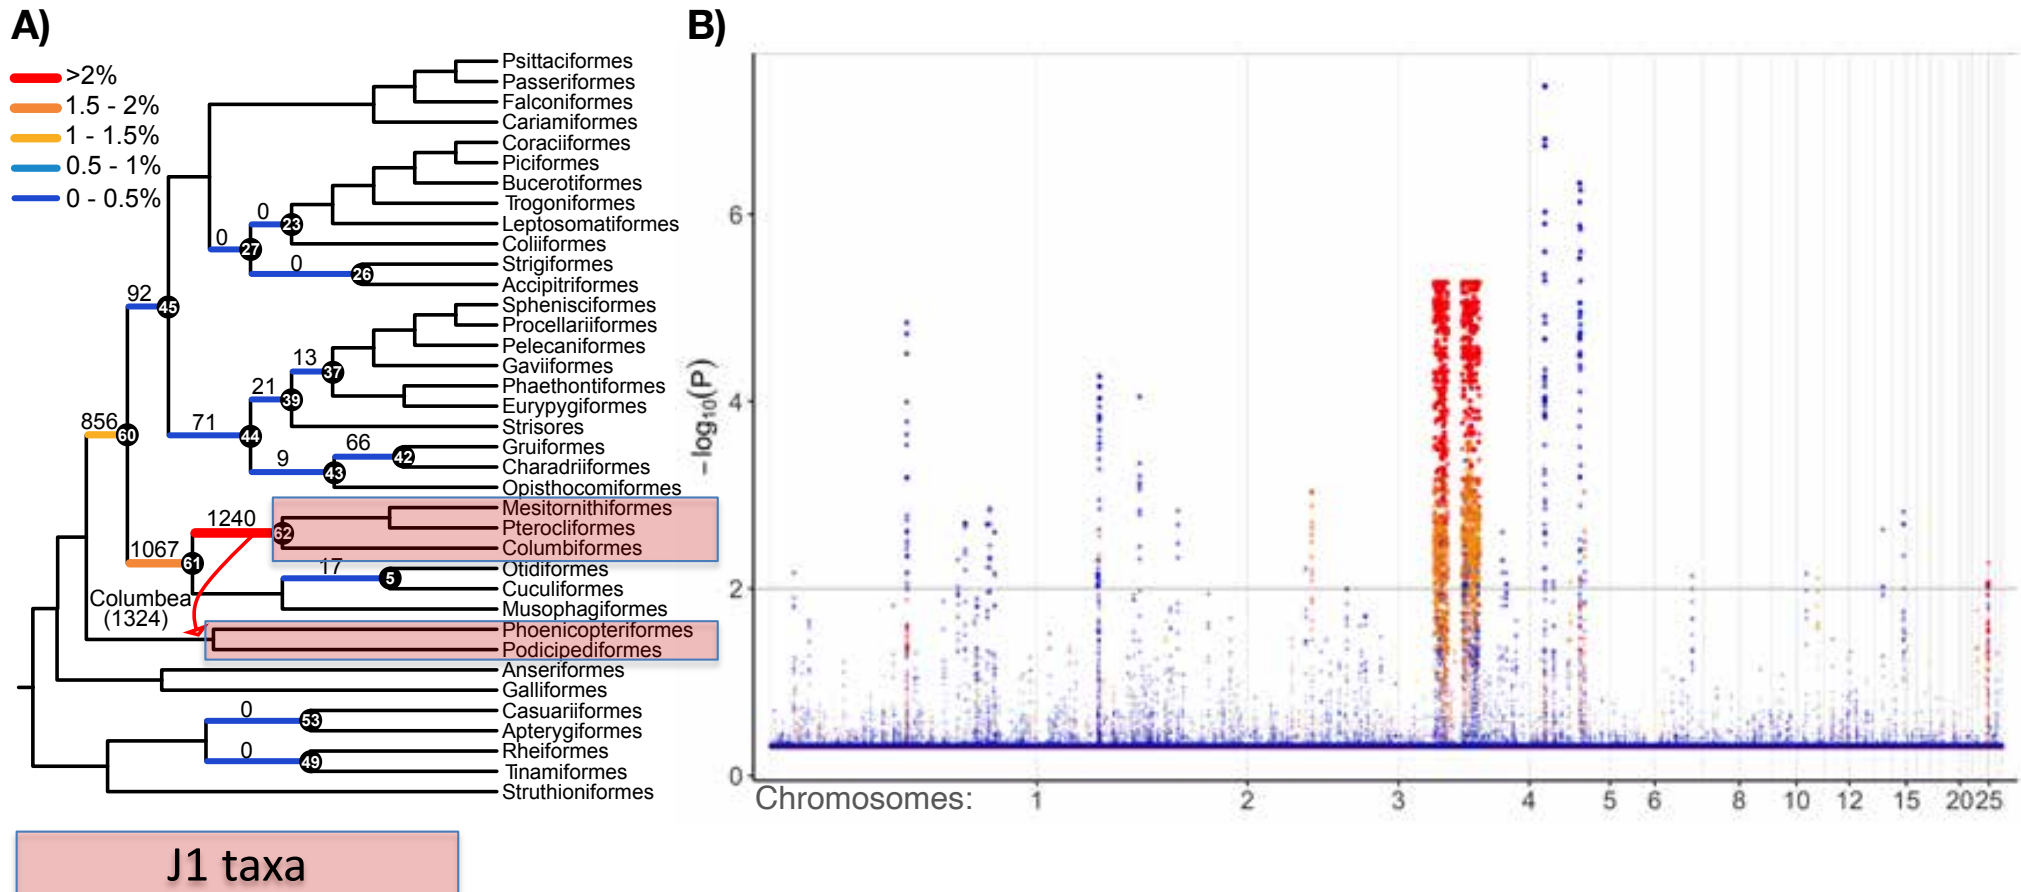 A)
>2%
1.5 - 2%
1 - 1.5%
0.5 - 1%
0 - 0.5%
Psittaciformes
Passeriformes
Falconiformes
Cariamiformes
Coraciiformes
Piciformes
Bucerotiformes
Trogoniformes
Leptosomatiformes
Coliiformes
Strigiformes
Accipitriformes
Sphenisciformes
Procellariiformes
Pelecaniformes
Gaviiformes
Phaethontiformes
Eurypygiformes
Strisores
Gruiformes
Charadriiformes
Opisthocomiformes
Mesitornithiformes
Pterocliformes
Columbiformes
Otidiformes
Cuculiformes
Musophagiformes
Phoenicopteriformes
Podicipediformes
Anseriformes
Galliformes
Casuariiformes
Apterygiformes
Rheiformes
Tinamiformes
Struthioniformes
0
23
0
27
0
26
92
45
13
37
21
39
71
44
66
42
9
43
856
60
1240
62
1067
61
17
5
Columbea
(1324)
0
53
0
49
J1 taxa
B)
-log10(P)
6
4
2
0
Chromosomes:
1 2 3 4 5 6 8 10 12 15 20 25